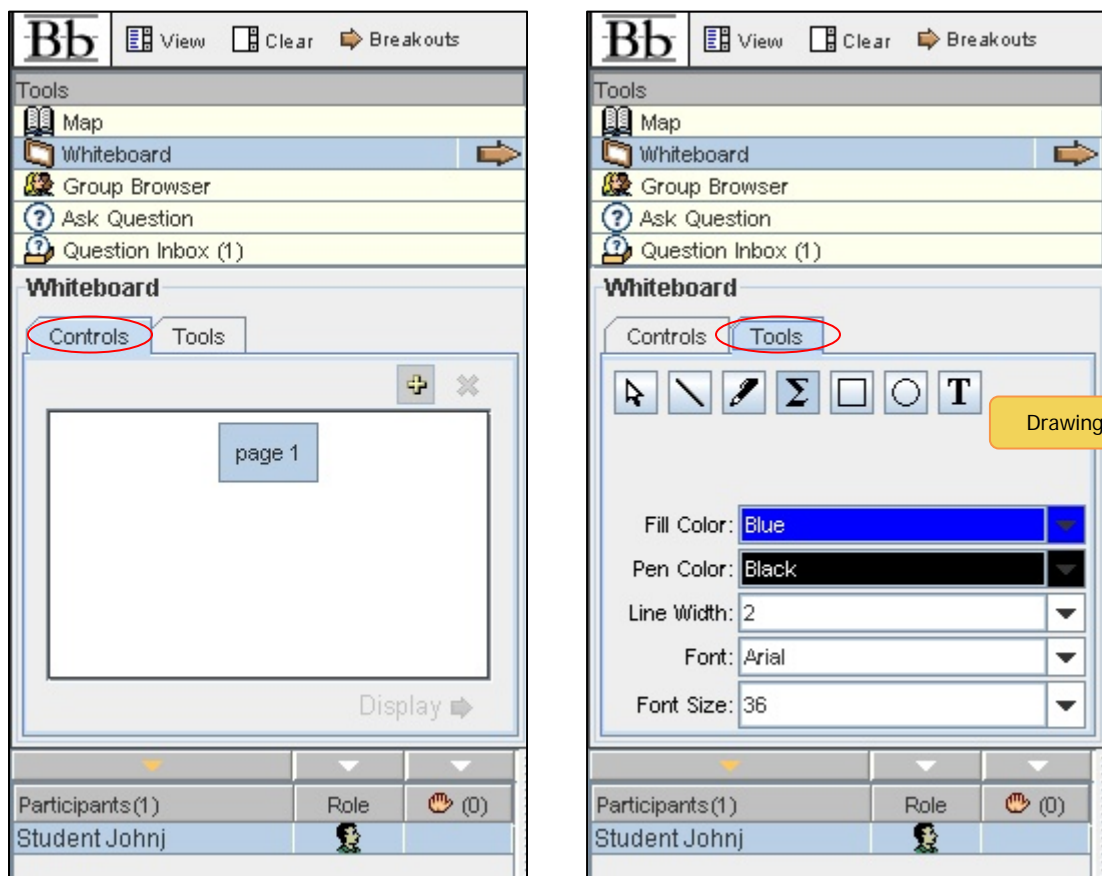 Bb View Clear Breakouts
Tools
Map
Whiteboard
Group Browser
? Ask Question
? Question Inbox (1)
Whiteboard
Controls Tools
page 1
Display
Participants(1) Role (0)
Student Johnj
Bb View Clear Breakouts
Tools
Map
Whiteboard
Group Browser
? Ask Question
? Question Inbox (1)
Whiteboard
Controls Tools
Σ T
Drawing
Fill Color: Blue
Pen Color: Black
Line Width: 2
Font: Arial
Font Size: 36
Participants(1) Role (0)
Student Johnj